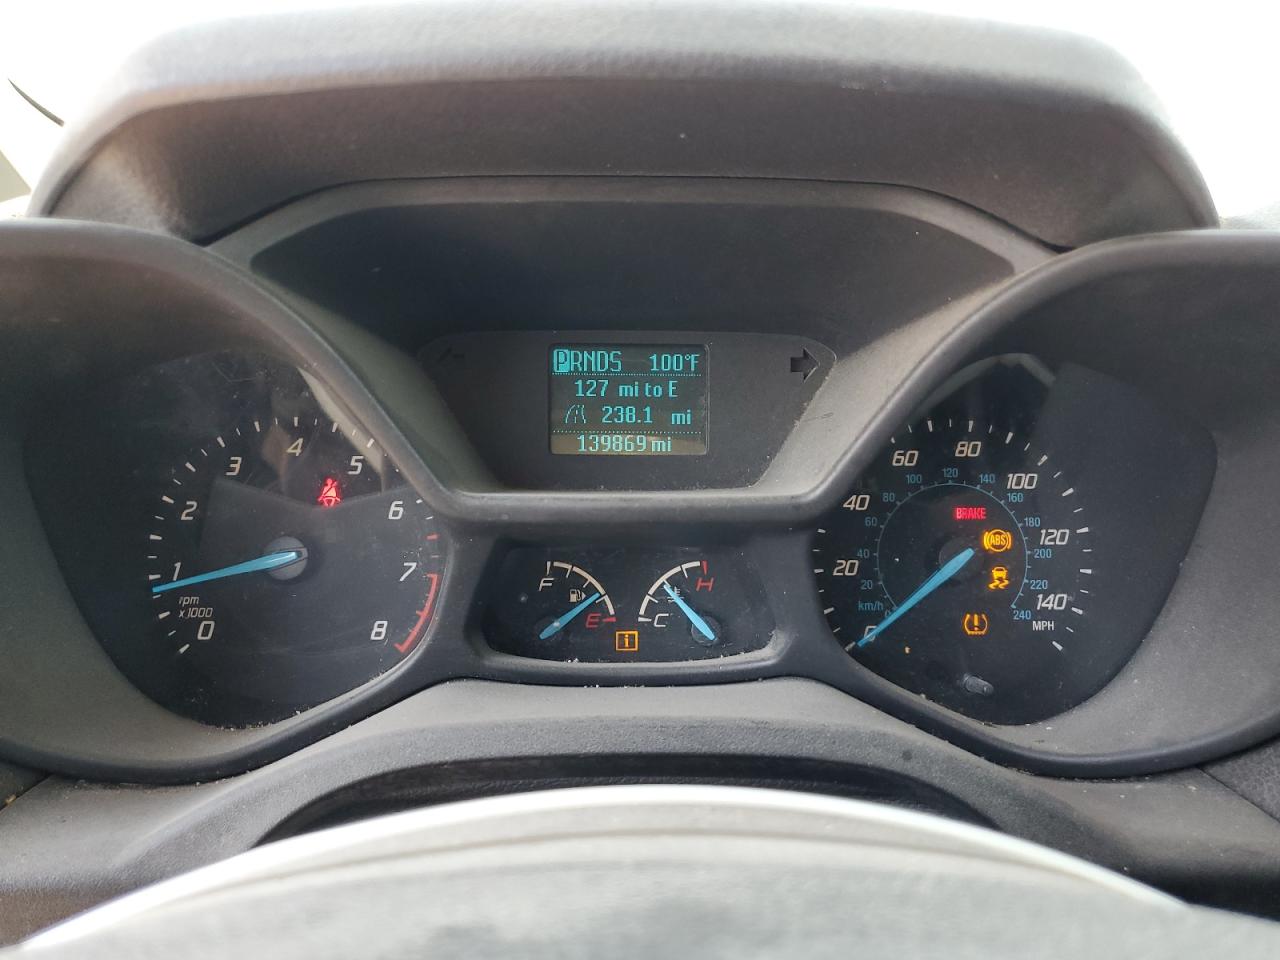 PRNDS 100°F
127 mi to E
238.1 mi
139869 mi
0 1 2 3 4 5 6 7 8
rpm
x1000
F E
C H
i
0 20 40 60 80 100 120 140
MPH
20 40 60 80 100 120 140 160 180 200 220 240
km/h
BRAKE
ABS
!